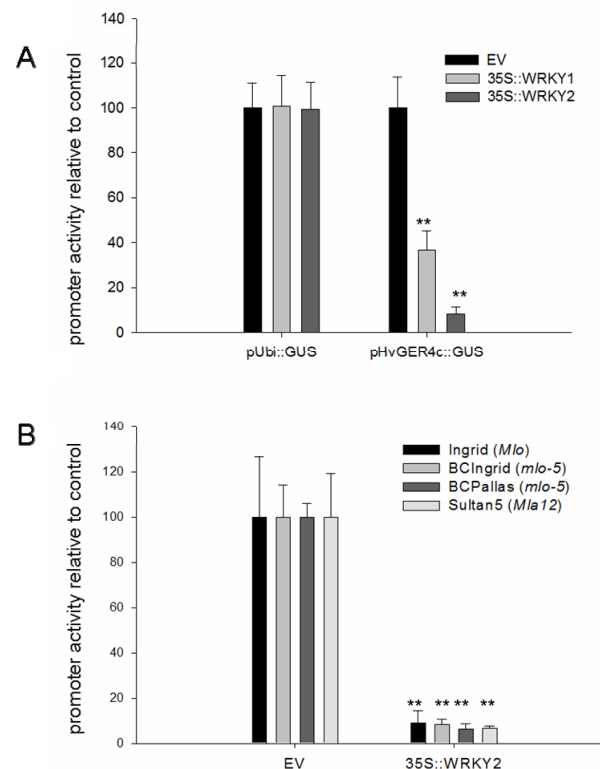 A
promoter activity relative to control
140
120
100
80
60
40
20
0
EV
35S::WRKY1
35S::WRKY2
**
**
pUbi::GUS
pHvGER4c::GUS
B
promoter activity relative to control
140
120
100
80
60
40
20
0
Ingrid (Mlo)
BCIngrid (mlo-5)
BCPallas (mlo-5)
Sultan5 (Mla12)
** ** ** **
EV
35S::WRKY2